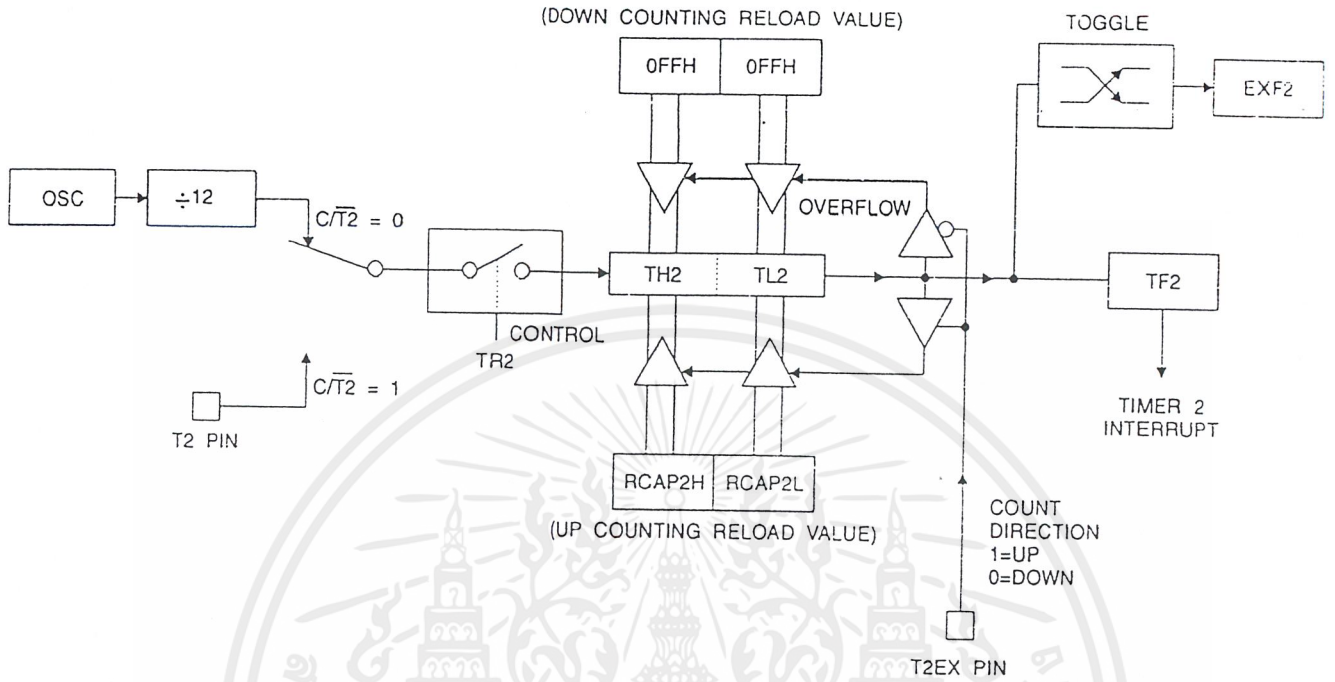 (DOWN COUNTING RELOAD VALUE)
0FFH 0FFH
TOGGLE
EXF2
OSC
÷12
C/T2̅ = 0
OVERFLOW
TH2 TL2
TF2
CONTROL
TR2
C/T2̅ = 1
T2 PIN
TIMER 2
INTERRUPT
RCAP2H RCAP2L
(UP COUNTING RELOAD VALUE)
COUNT
DIRECTION
1=UP
0=DOWN
T2EX PIN